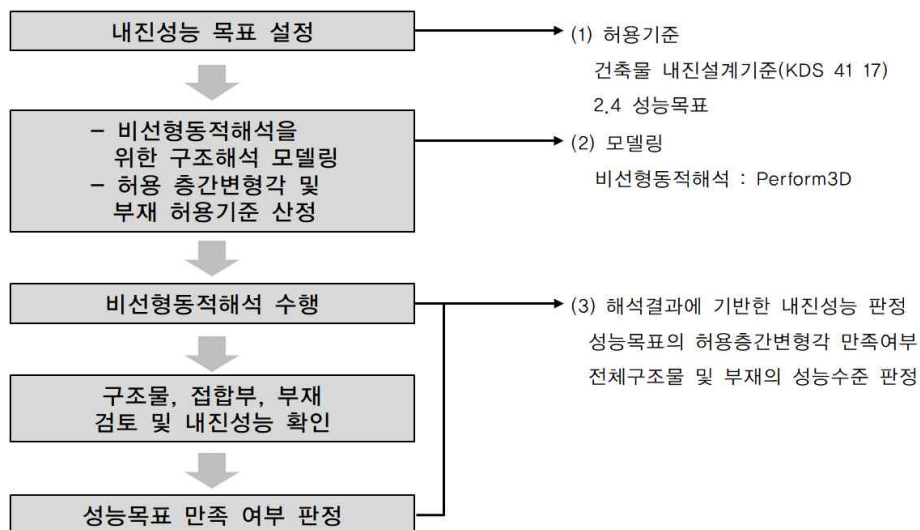 내진성능 목표 설정
(1) 허용기준
건축물 내진설계기준(KDS 41 17)
2.4 성능목표
- 비선형동적해석을
위한 구조해석 모델링
- 허용 층간변형각 및
부재 허용기준 산정
(2) 모델링
비선형동적해석 : Perform3D
비선형동적해석 수행
(3) 해석결과에 기반한 내진성능 판정
성능목표의 허용층간변형각 만족여부
전체구조물 및 부재의 성능수준 판정
구조물, 접합부, 부재
검토 및 내진성능 확인
성능목표 만족 여부 판정